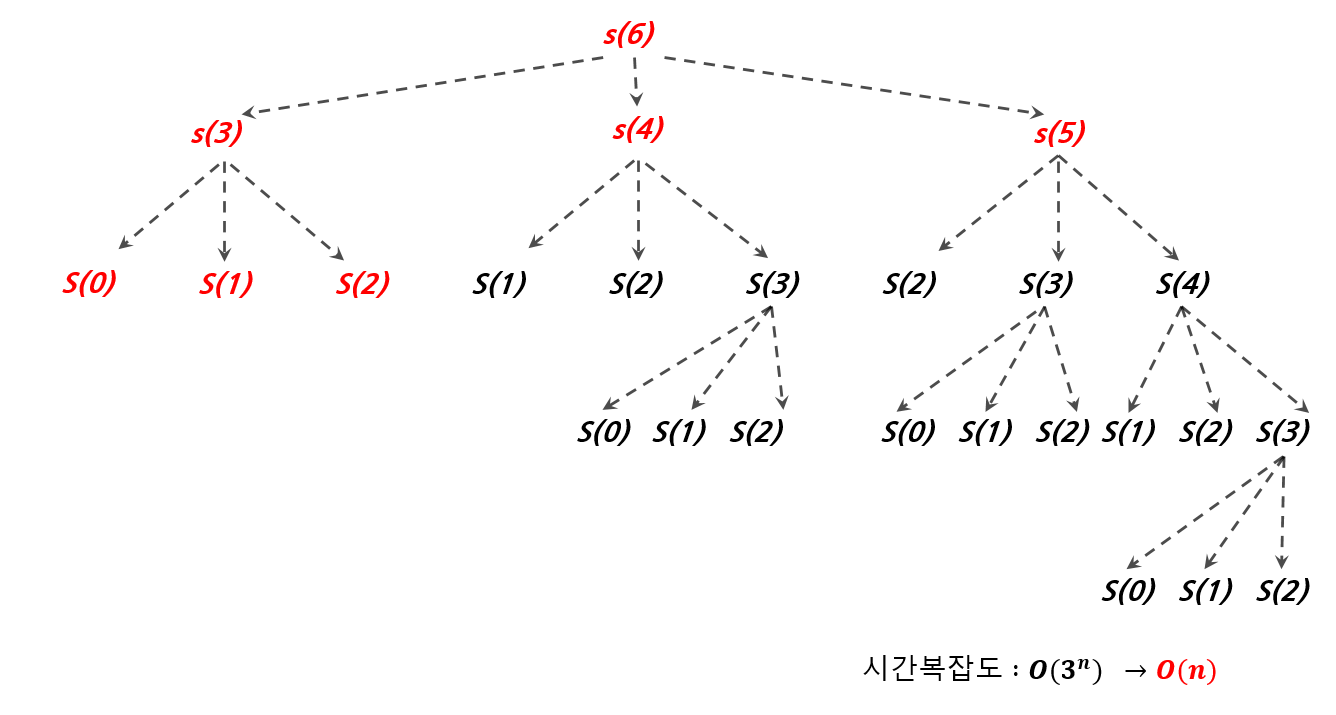 s(6)
s(3) s(4) s(5)
S(0) S(1) S(2) S(1) S(2) S(3) S(2) S(3) S(4)
S(0) S(1) S(2) S(0) S(1) S(2) S(1) S(2) S(3)
S(0) S(1) S(2)
시간복잡도 : O(3ⁿ) → O(n)